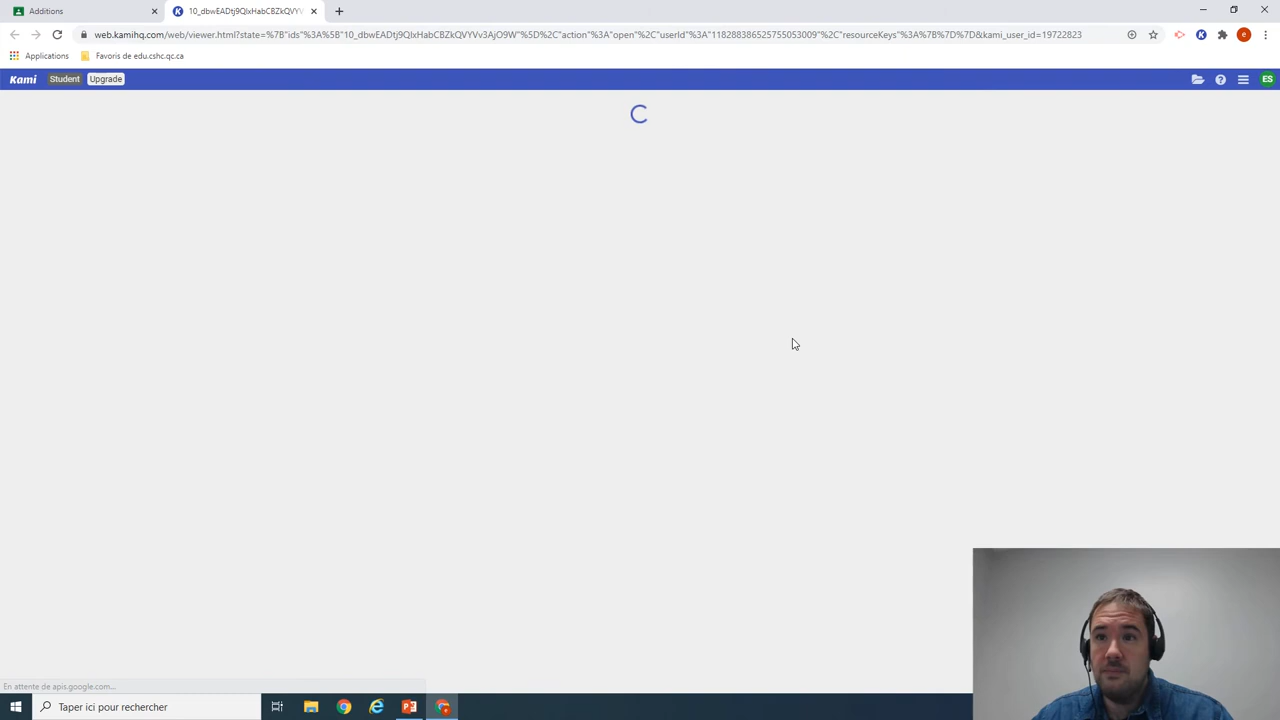 Additions
10_dbwEADtj9QlxHabCBZkQVYV
web.kamihq.com/web/viewer.html?state=%7B"ids"%3A%5B"10_dbwEADtj9QlxHabCBZkQVYVv3AjO9W"%5D%2C"action"%3A"open"%2C"userId"%3A"118288386525755053009"%2C"resourceKeys"%3A%7B%7D%7D&kami_user_id=19722823
Applications
Favoris de edu.cshc.qc.ca
Kami
Student
Upgrade
ES
En attente de apis.google.com...
Taper ici pour rechercher